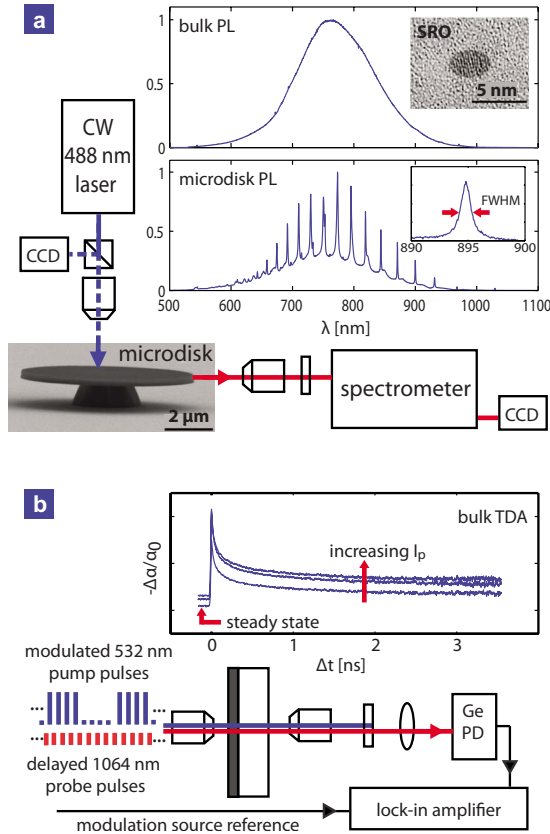 a
bulk PL
SRO
5 nm
1
0.5
0
CW
488 nm
laser
CCD
microdisk PL
FWHM
890 895 900
1
0.5
0
500 600 700 800 900 1000 1100
λ [nm]
microdisk
2 μm
spectrometer
CCD
b
bulk TDA
-Δα/α0
increasing Ip
steady state
0 1 2 3
Δt [ns]
modulated 532 nm
pump pulses
delayed 1064 nm
probe pulses
Ge
PD
lock-in amplifier
modulation source reference